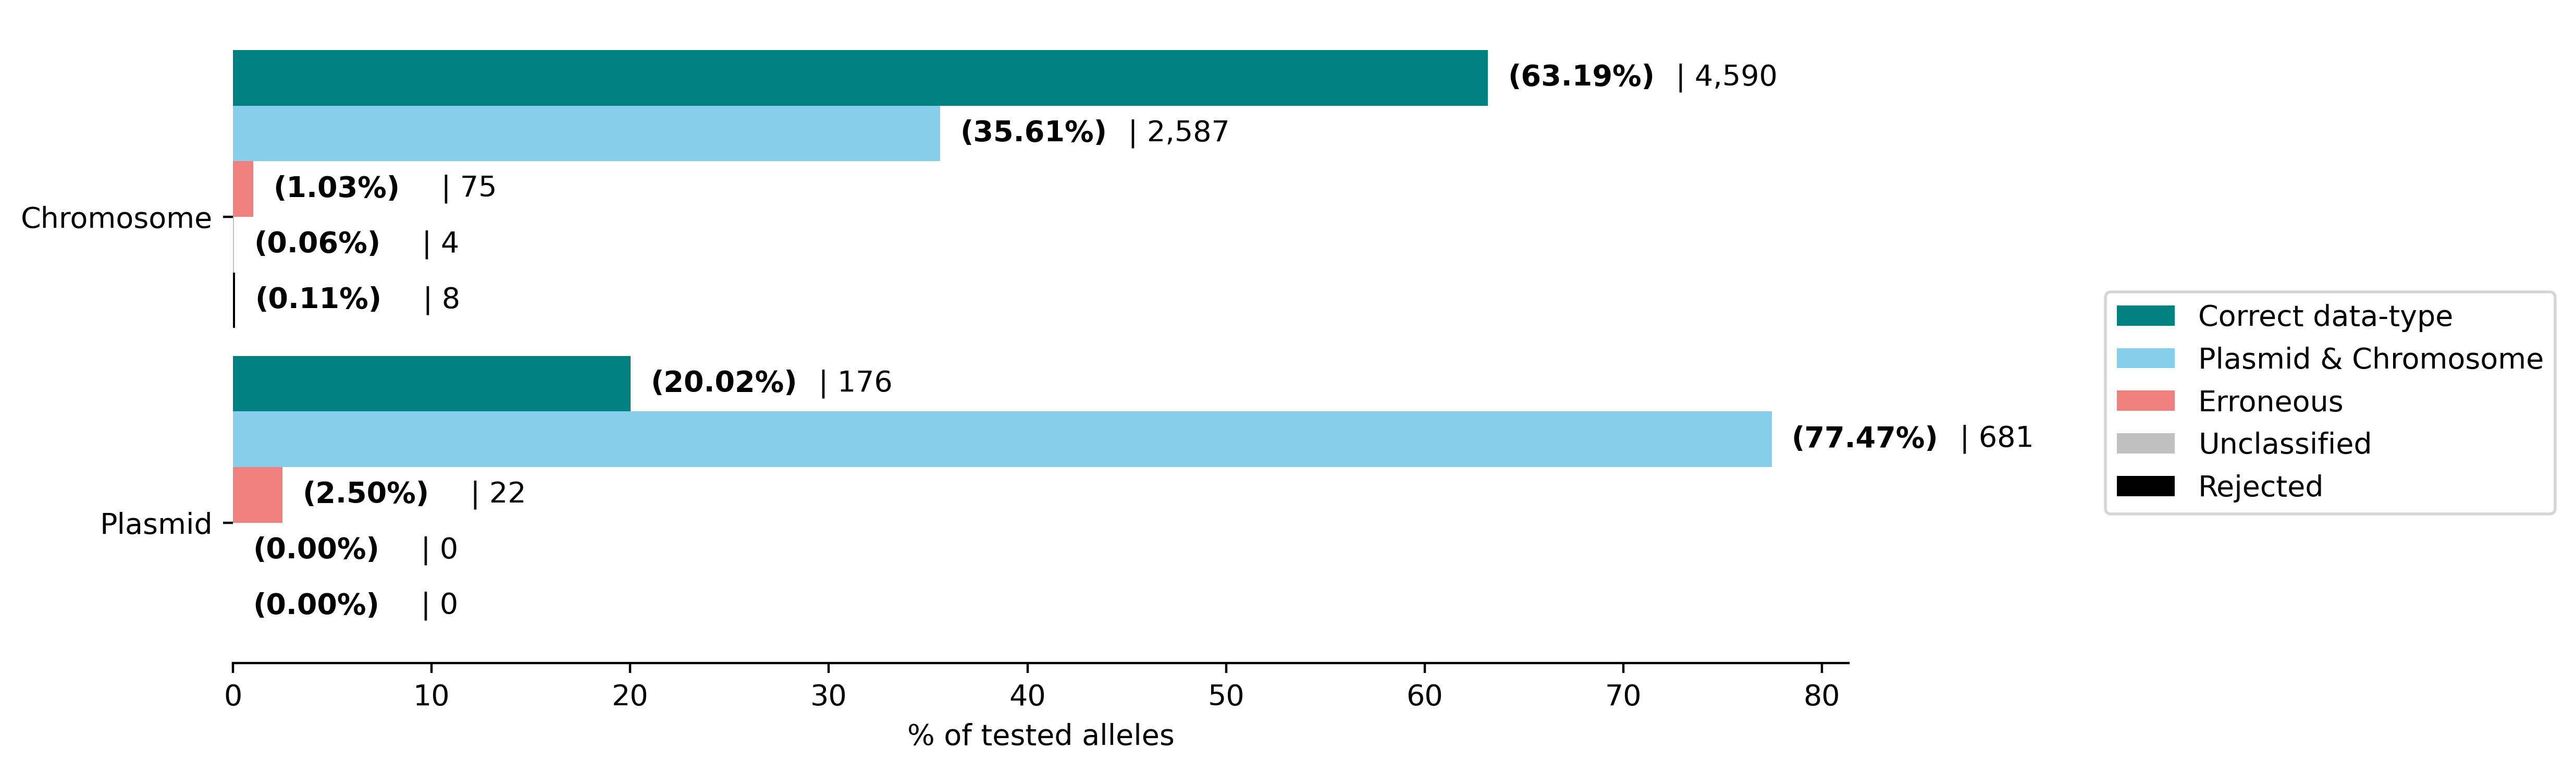 (63.19%) | 4,590
(35.61%) | 2,587
(1.03%) | 75
Chromosome
(0.06%) | 4
(0.11%) | 8
(20.02%) | 176
(77.47%) | 681
(2.50%) | 22
Plasmid
(0.00%) | 0
(0.00%) | 0
0 10 20 30 40 50 60 70 80
% of tested alleles
Correct data-type
Plasmid & Chromosome
Erroneous
Unclassified
Rejected